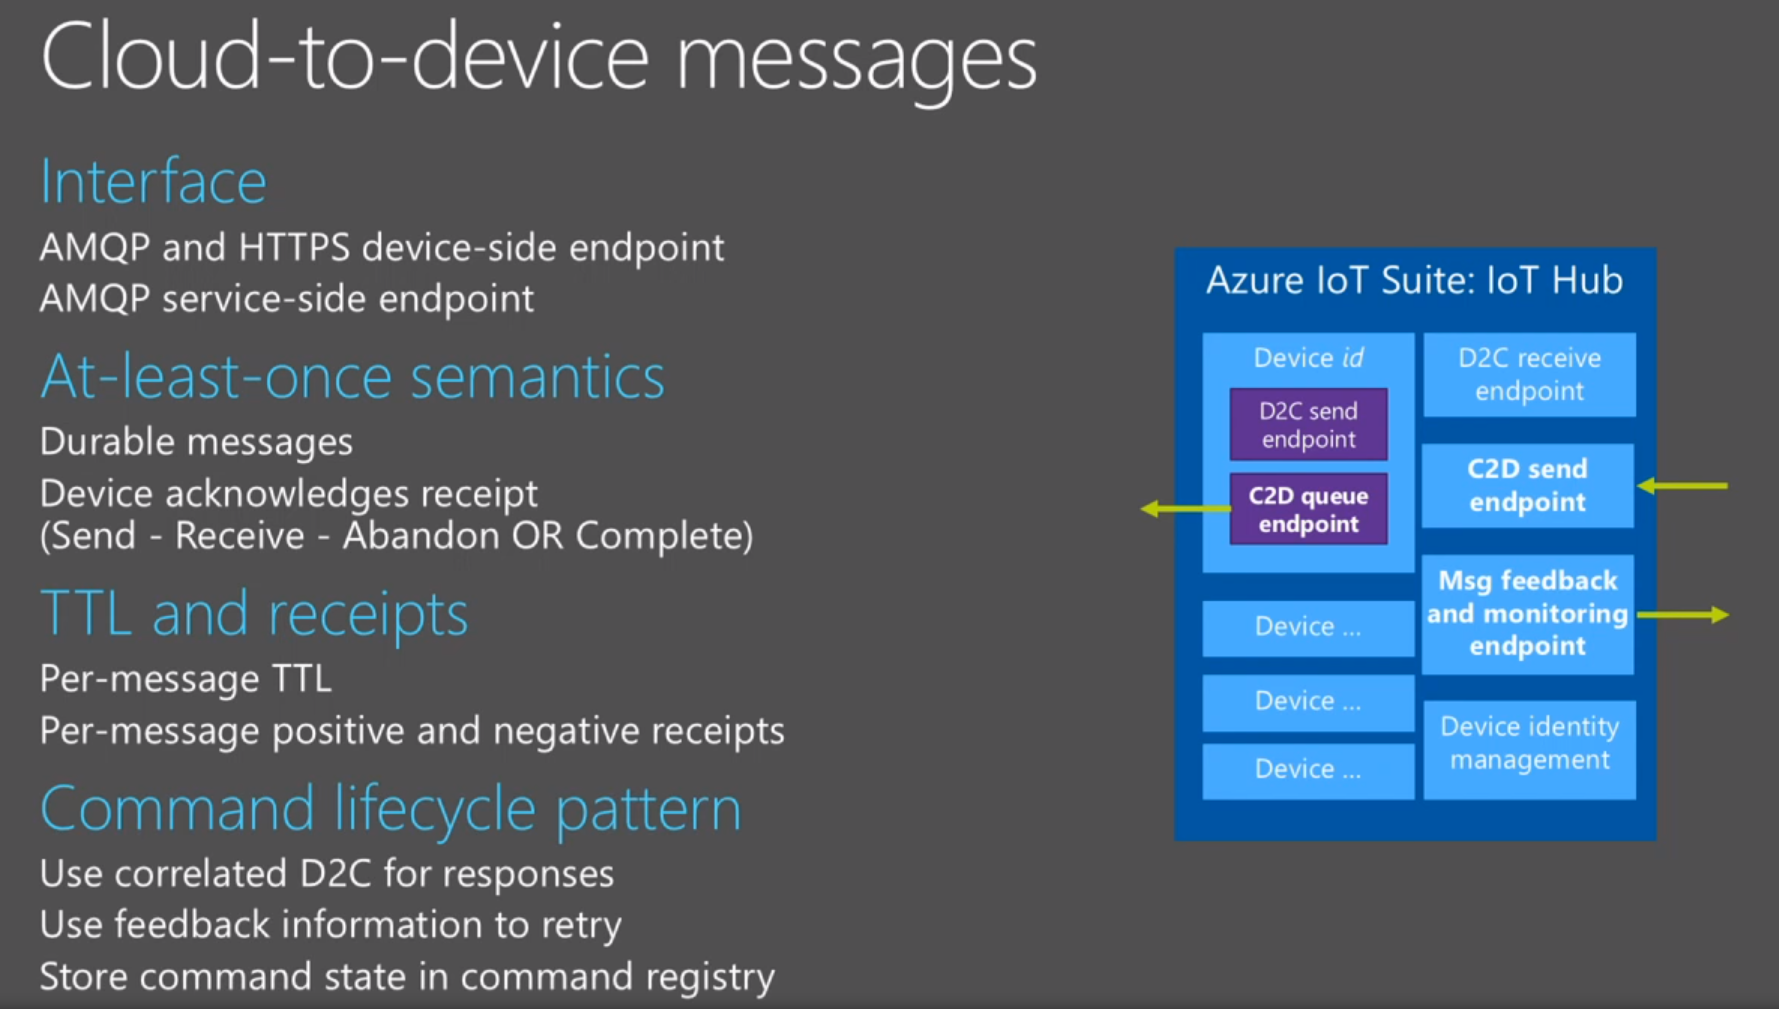 Cloud-to-device messages
Interface
AMQP and HTTPS device-side endpoint
AMQP service-side endpoint
At-least-once semantics
Durable messages
Device acknowledges receipt
(Send - Receive - Abandon OR Complete)
TTL and receipts
Per-message TTL
Per-message positive and negative receipts
Command lifecycle pattern
Use correlated D2C for responses
Use feedback information to retry
Store command state in command registry
Azure IoT Suite: IoT Hub
Device id
D2C send
endpoint
C2D queue
endpoint
Device ...
Device ...
Device ...
D2C receive
endpoint
C2D send
endpoint
Msg feedback
and monitoring
endpoint
Device identity
management